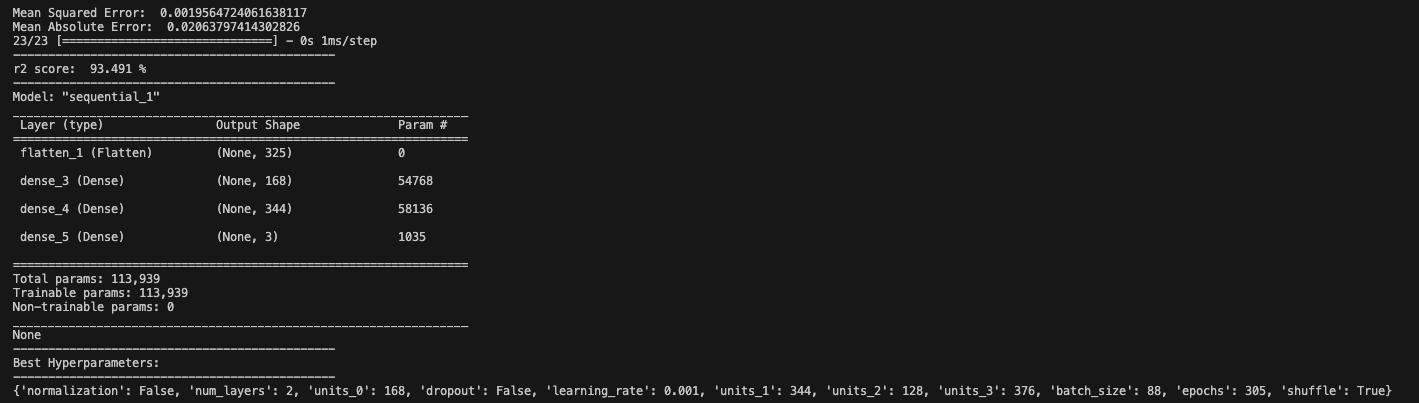 Mean Squared Error:  0.0019564724061638117
Mean Absolute Error:  0.02063797414302826
23/23 [==============================] - 0s 1ms/step
----------------------------------------------
r2 score:  93.491 %
----------------------------------------------
Model: "sequential_1"
_________________________________________________________________
 Layer (type)                Output Shape              Param #
=================================================================
 flatten_1 (Flatten)         (None, 325)               0
 dense_3 (Dense)             (None, 168)               54768
 dense_4 (Dense)             (None, 344)               58136
 dense_5 (Dense)             (None, 3)                 1035
=================================================================
Total params: 113,939
Trainable params: 113,939
Non-trainable params: 0
_________________________________________________________________
None
----------------------------------------------
Best Hyperparameters:
----------------------------------------------
{'normalization': False, 'num_layers': 2, 'units_0': 168, 'dropout': False, 'learning_rate': 0.001, 'units_1': 344, 'units_2': 128, 'units_3': 376, 'batch_size': 88, 'epochs': 305, 'shuffle': True}